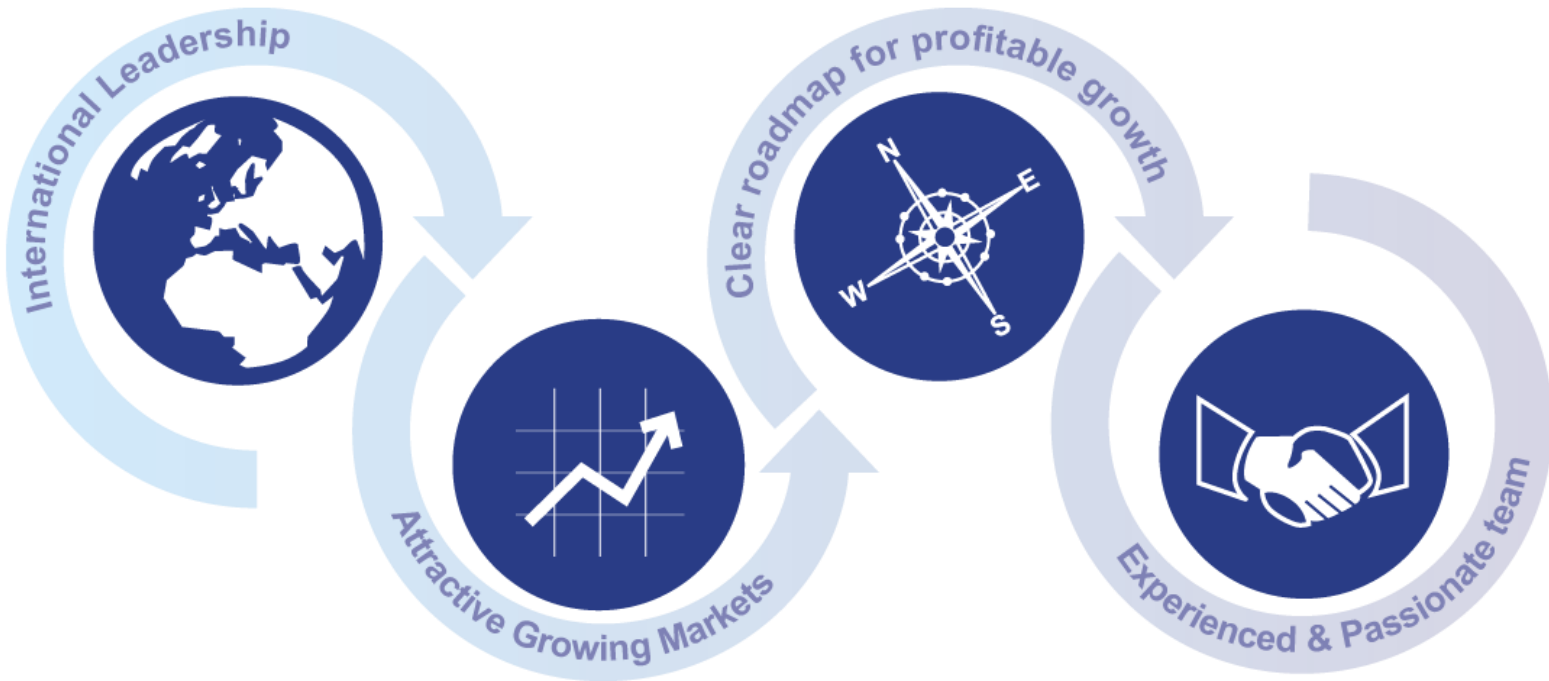 International Leadership
Attractive Growing Markets
Clear roadmap for profitable growth
N
E
W
S
Experienced & Passionate team